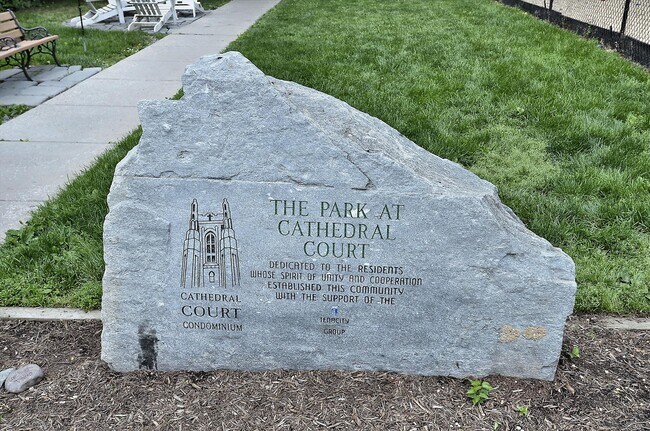 THE PARK AT
CATHEDRAL
COURT
DEDICATED TO THE RESIDENTS
WHOSE SPIRIT OF UNITY AND COOPERATION
ESTABLISHED THIS COMMUNITY
WITH THE SUPPORT OF THE
TENACITY
GROUP
CATHEDRAL
COURT
CONDOMINIUM